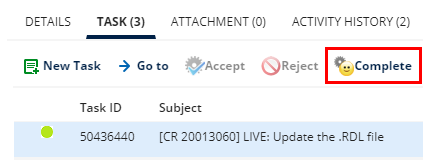 DETAILS TASK (3) ATTACHMENT (0) ACTIVITY HISTORY (2)
New Task Go to Accept Reject Complete
Task ID Subject
50436440 [CR 20013060] LIVE: Update the .RDL file